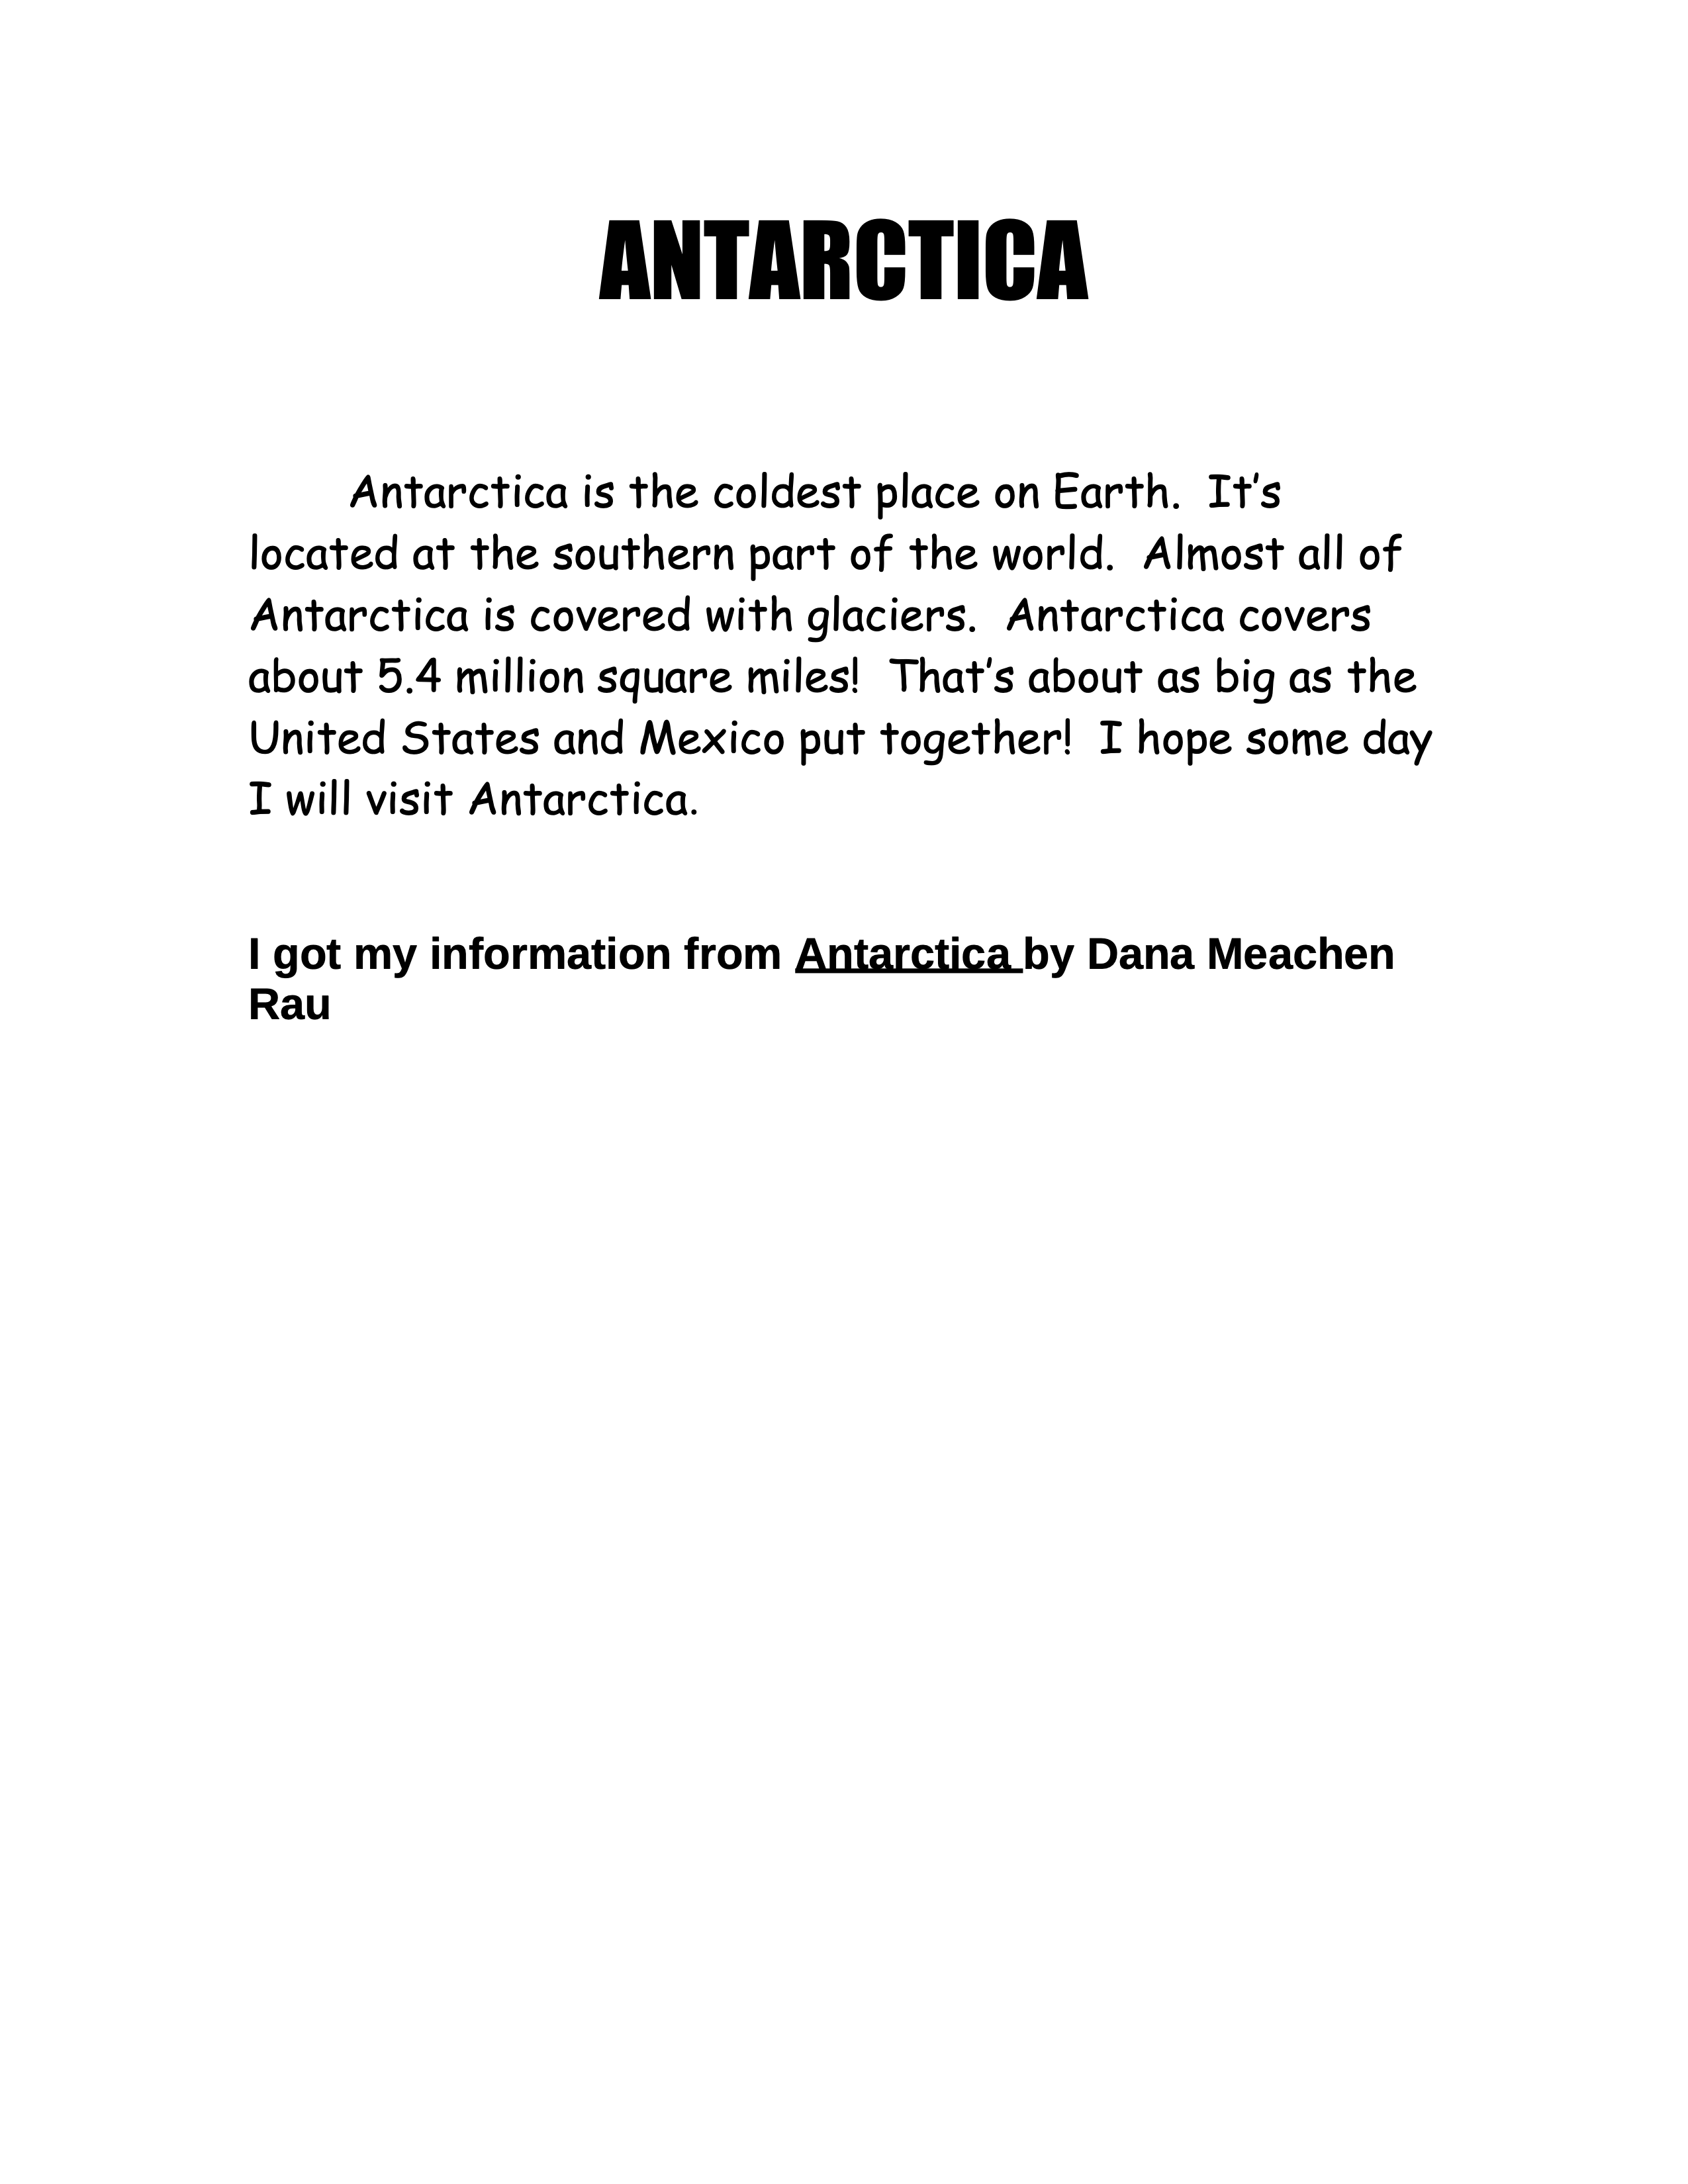 ANTARCTICA
Antarctica is the coldest place on Earth.  It’s
located at the southern part of the world.  Almost all of
Antarctica is covered with glaciers.  Antarctica covers
about 5.4 million square miles!  That’s about as big as the
United States and Mexico put together!  I hope some day
I will visit Antarctica.
I got my information from Antarctica by Dana Meachen
Rau